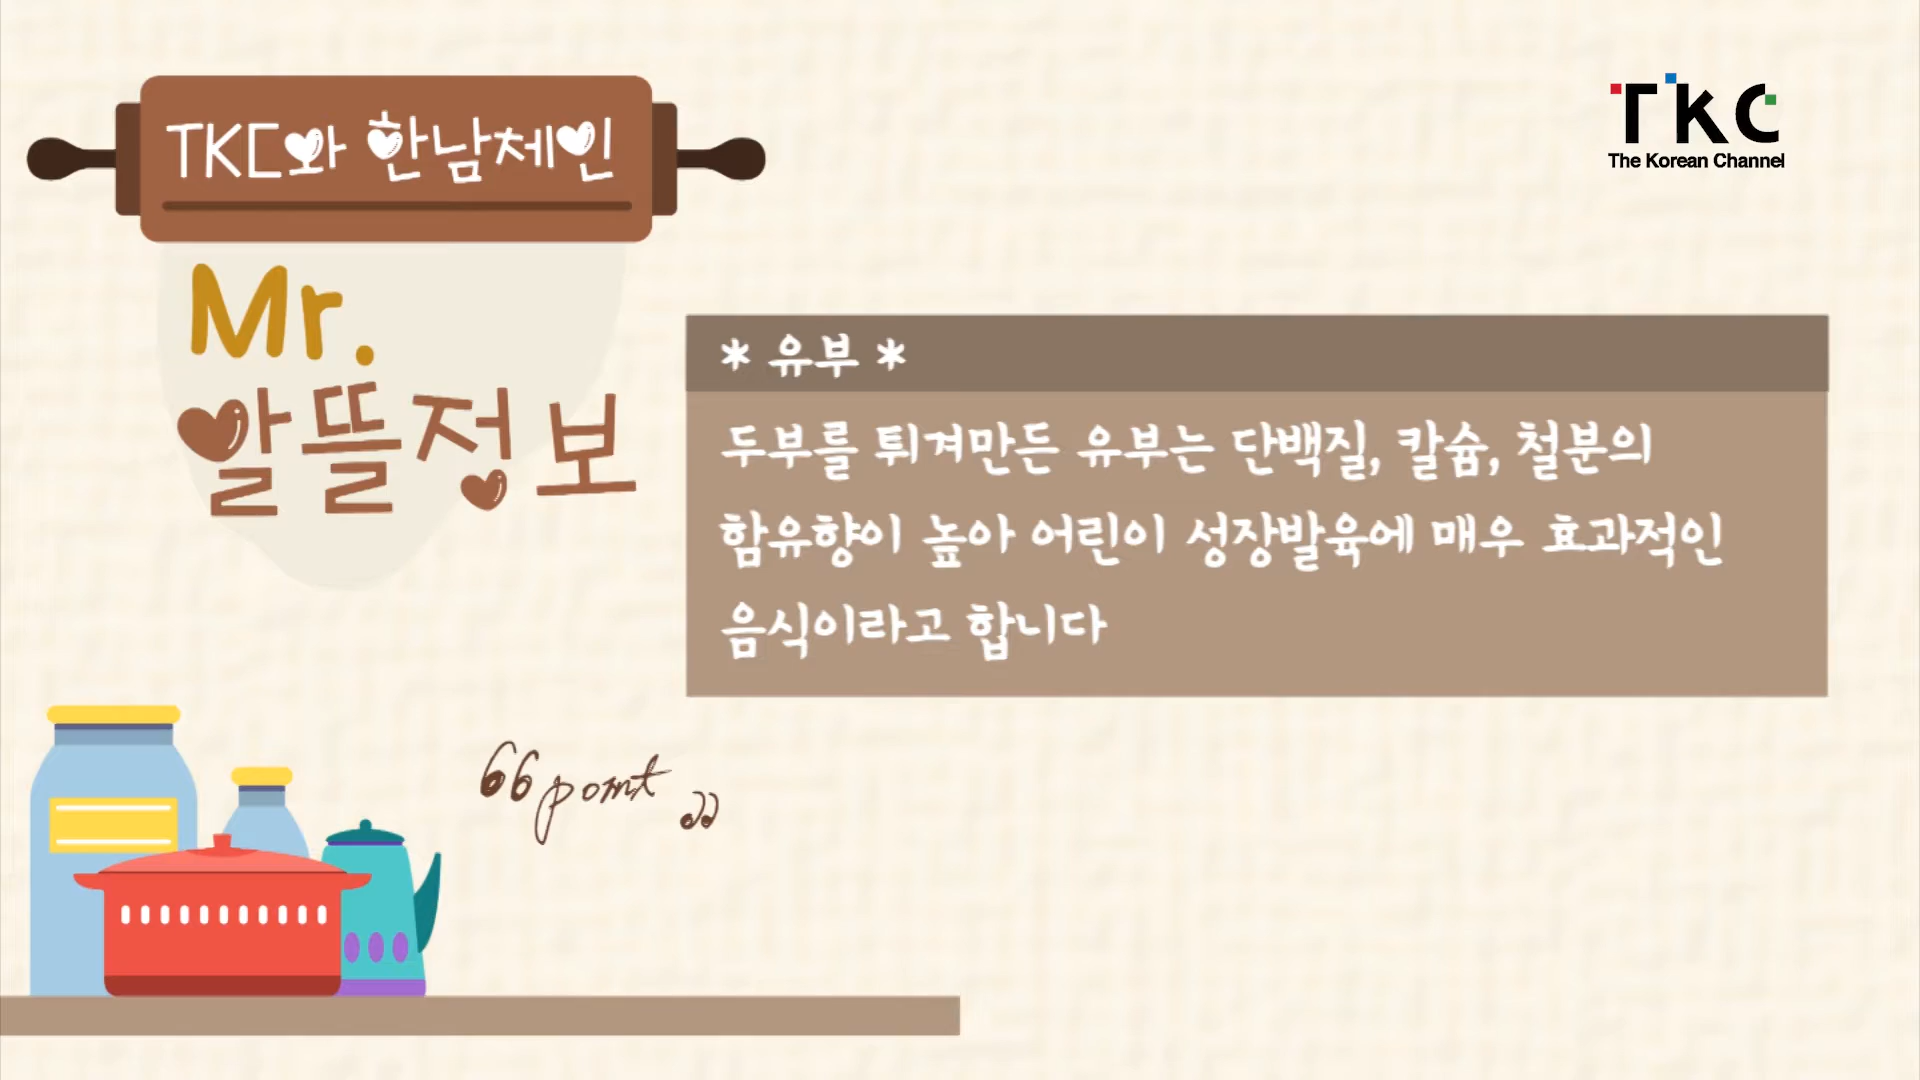 TKC와 한남체인
TKC
The Korean Channel
Mr.
알뜰정보
* 유부 *
두부를 튀겨만든 유부는 단백질, 칼슘, 철분의
함유향이 높아 어린이 성장발육에 매우 효과적인
음식이라고 합니다